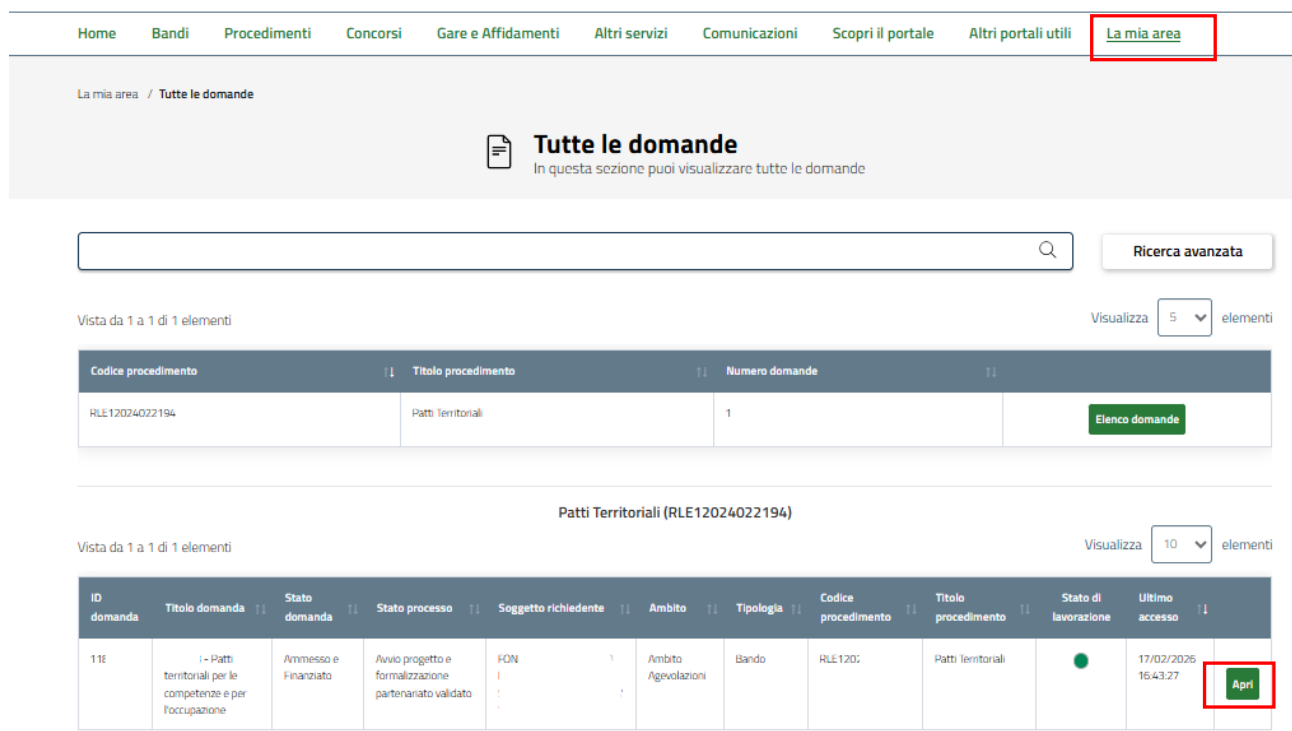 Home Bandi Procedimenti Concorsi Gare e Affidamenti Altri servizi Comunicazioni Scopri il portale Altri portali utili La mia area
La mia area / Tutte le domande
Tutte le domande
In questa sezione puoi visualizzare tutte le domande
Ricerca avanzata
Vista da 1 a 1 di 1 elementi Visualizza 5 elementi
Codice procedimento Titolo procedimento Numero domande
RLE12024022194 Patti Territoriali 1 Elenco domande
Patti Territoriali (RLE12024022194)
Vista da 1 a 1 di 1 elementi Visualizza 10 elementi
ID domanda Titolo domanda Stato domanda Stato processo Soggetto richiedente Ambito Tipologia Codice procedimento Titolo procedimento Stato di lavorazione Ultimo accesso
118 - Patti Ammesso e Avvio progetto e FON Ambito Bando RLE1202 Patti Territoriali 17/02/2026
territoriali per le Finanziato formalizzazione Agevolazioni 16:43:27 Apri
competenze e per partenariato validato
l'occupazione